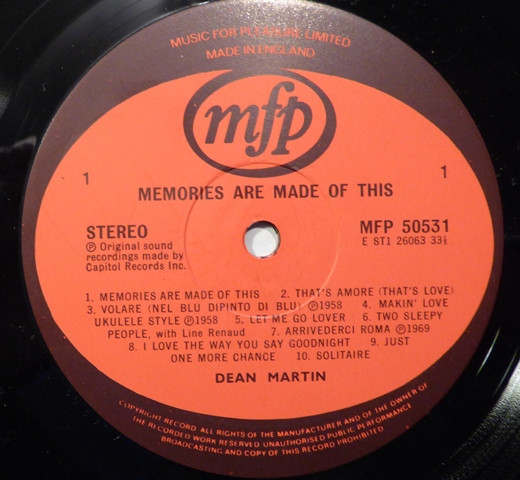 MUSIC FOR PLEASURE LIMITED
MADE IN ENGLAND
mfp
1 1
MEMORIES ARE MADE OF THIS
STEREO MFP 50531
Ⓟ Original sound E ST1 26063 33⅓
recordings made by
Capitol Records Inc.
1. MEMORIES ARE MADE OF THIS 2. THAT'S AMORE (THAT'S LOVE)
3. VOLARE (NEL BLU DIPINTO DI BLU) Ⓟ1958 4. MAKIN' LOVE
UKULELE STYLE Ⓟ1958 5. LET ME GO LOVER 6. TWO SLEEPY
PEOPLE, with Line Renaud 7. ARRIVEDERCI ROMA Ⓟ1969
8. I LOVE THE WAY YOU SAY GOODNIGHT 9. JUST
ONE MORE CHANCE 10. SOLITAIRE
DEAN MARTIN
COPYRIGHT RECORD ALL RIGHTS OF THE MANUFACTURER AND OF THE OWNER OF
THE RECORDED WORK RESERVED UNAUTHORISED PUBLIC PERFORMANCE
BROADCASTING AND COPY OF THIS RECORD PROHIBITED